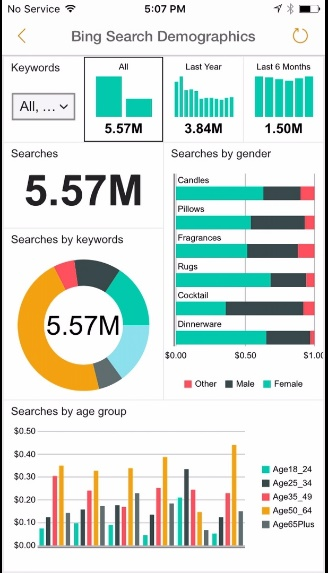 No Service 5:07 PM
Bing Search Demographics
Keywords
All, ...
All
5.57M
Last Year
3.84M
Last 6 Months
1.50M
Searches
5.57M
Searches by keywords
5.57M
Searches by gender
Candles
Pillows
Fragrances
Rugs
Cocktail
Dinnerware
$0.00 $0.50 $1.00
Other Male Female
Searches by age group
$0.50
$0.40
$0.30
$0.20
$0.10
$0.00
Age18_24
Age25_34
Age35_49
Age50_64
Age65Plus